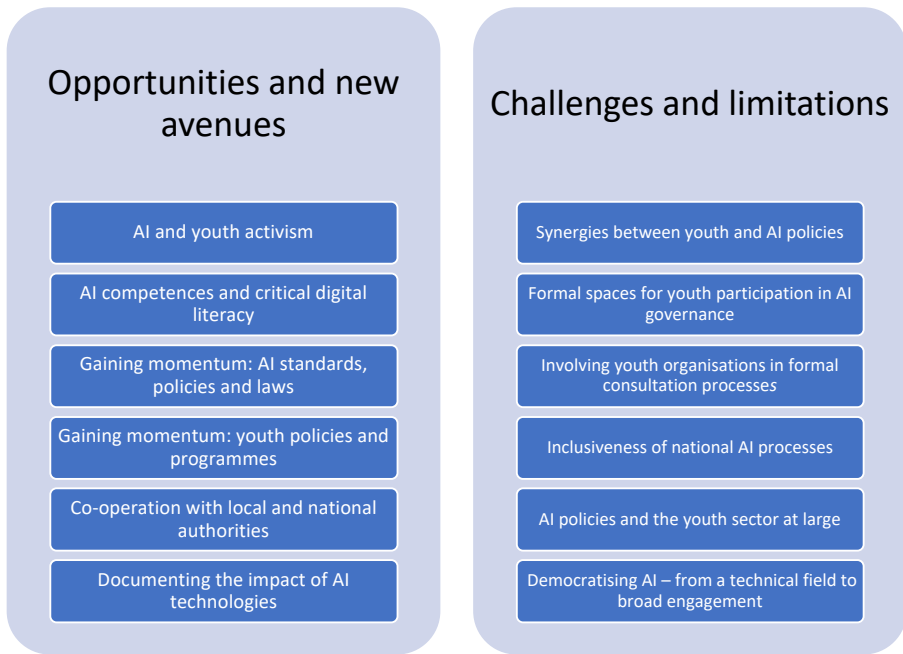 Opportunities and new
avenues
AI and youth activism
AI competences and critical digital
literacy
Gaining momentum: AI standards,
policies and laws
Gaining momentum: youth policies and
programmes
Co-operation with local and national
authorities
Documenting the impact of AI
technologies
Challenges and limitations
Synergies between youth and AI policies
Formal spaces for youth participation in AI
governance
Involving youth organisations in formal
consultation processes
Inclusiveness of national AI processes
AI policies and the youth sector at large
Democratising AI – from a technical field to
broad engagement